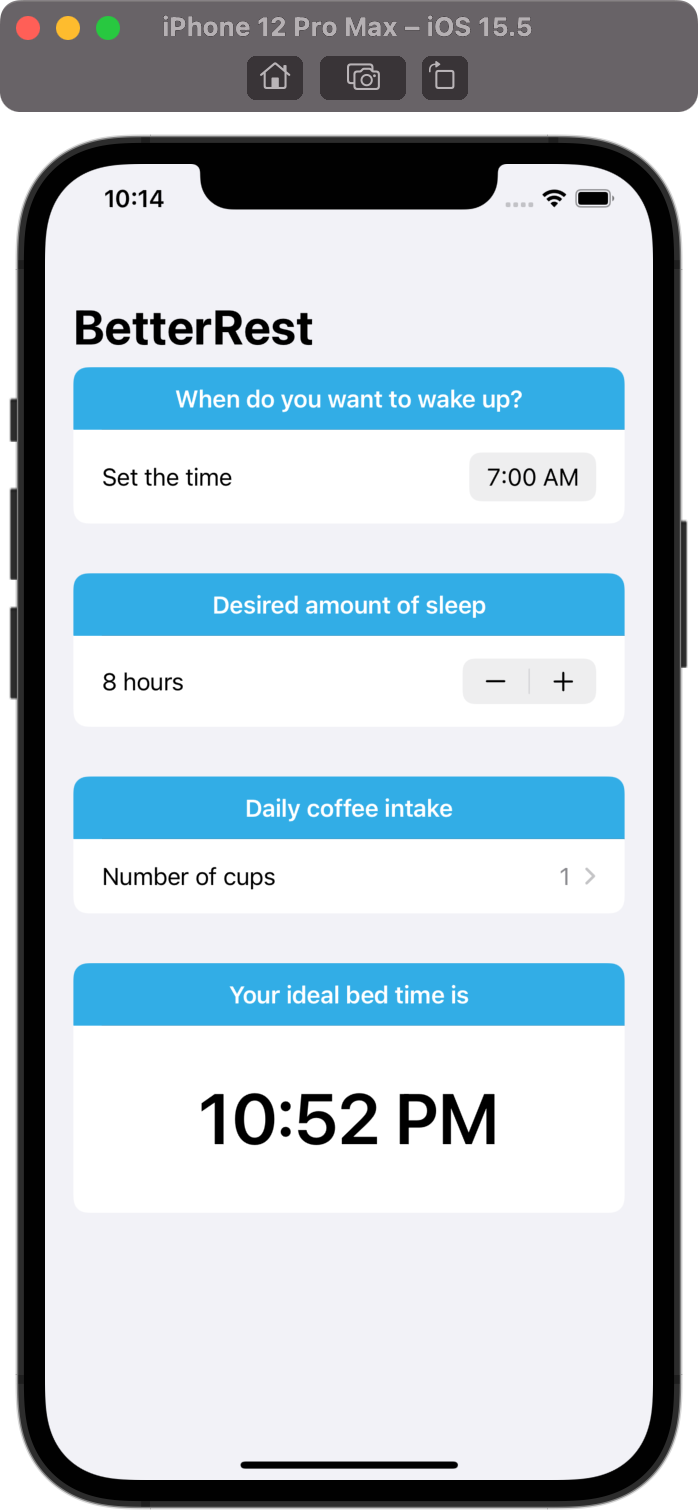 iPhone 12 Pro Max – iOS 15.5
10:14
BetterRest
When do you want to wake up?
Set the time 7:00 AM
Desired amount of sleep
8 hours − +
Daily coffee intake
Number of cups 1
Your ideal bed time is
10:52 PM